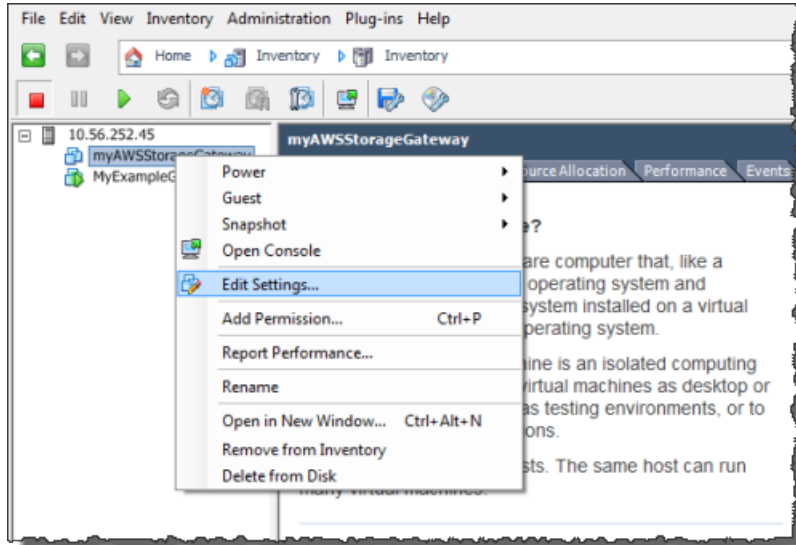 File Edit View Inventory Administration Plug-ins Help
Home Inventory Inventory
10.56.252.45
myAWSStorageGateway
MyExampleG
myAWSStorageGateway
Allocation Performance Events
Power
Guest
Snapshot
Open Console
Edit Settings...
Add Permission... Ctrl+P
Report Performance...
Rename
Open in New Window... Ctrl+Alt+N
Remove from Inventory
Delete from Disk
?
are computer that, like a
operating system and
system installed on a virtual
operating system.
ine is an isolated computing
virtual machines as desktop or
as testing environments, or to
ons.
sts. The same host can run
many virtual machines.